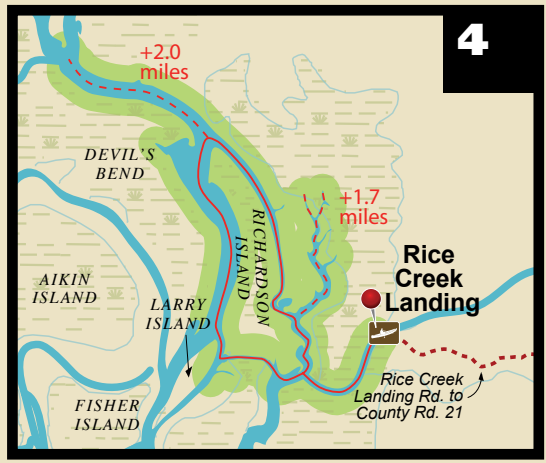 4
+2.0
miles
DEVIL'S
BEND
RICHARDSON
ISLAND
+1.7
miles
Rice
Creek
Landing
AIKIN
ISLAND
LARRY
ISLAND
FISHER
ISLAND
Rice Creek
Landing Rd. to
County Rd. 21